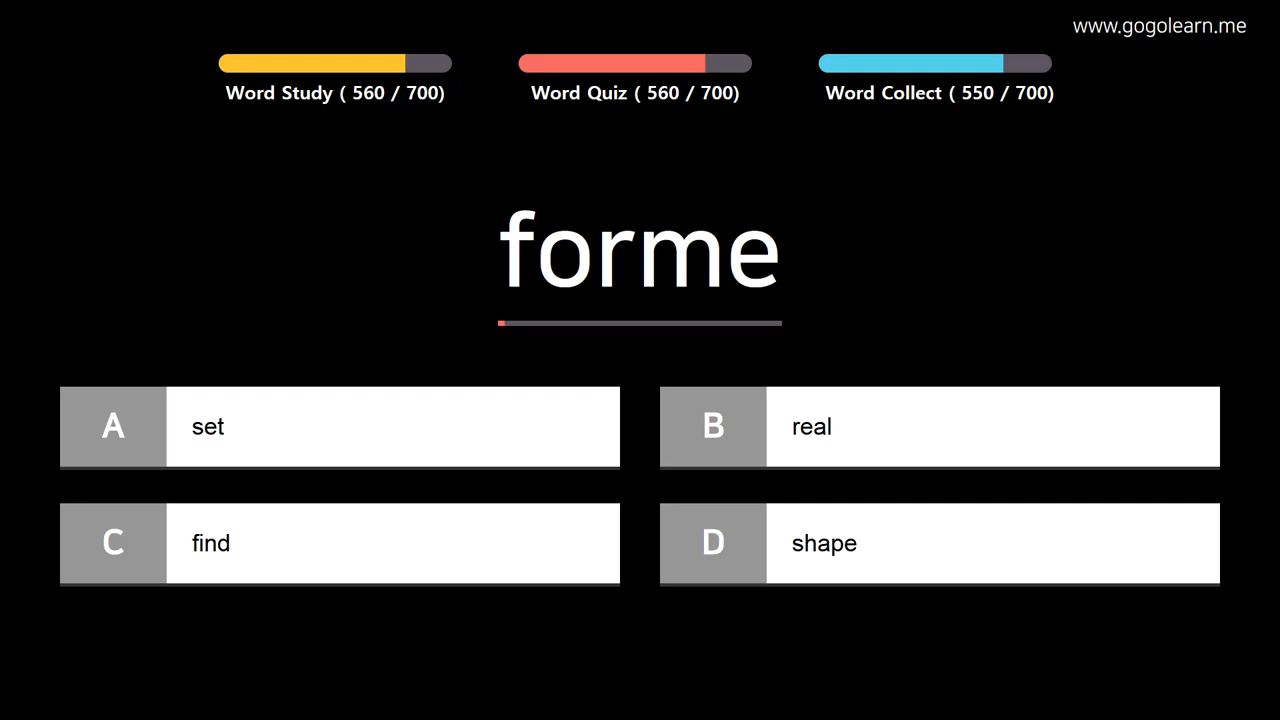 www.gogolearn.me
Word Study ( 560 / 700)
Word Quiz ( 560 / 700)
Word Collect ( 550 / 700)
forme
A set
B real
C find
D shape